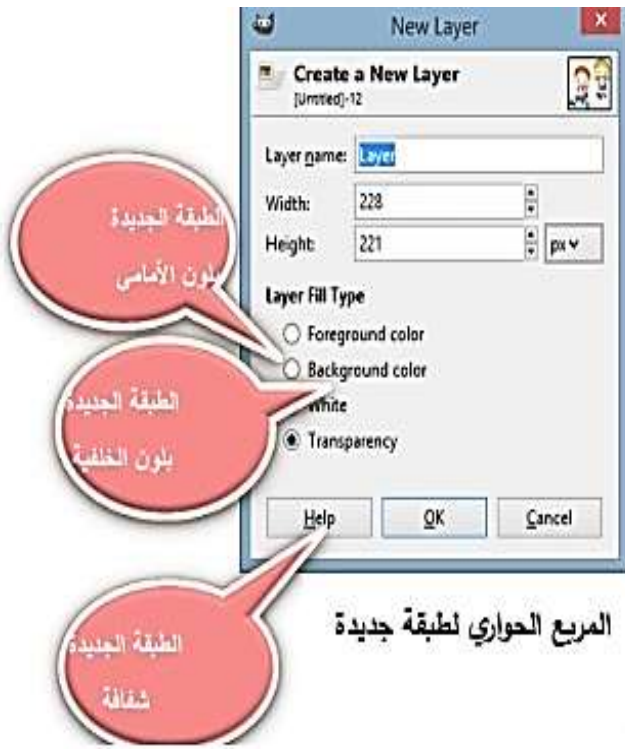 New Layer
Create a New Layer
[Untitled]-12
Layer name: Layer
Width: 228
Height: 221 px
Layer Fill Type
Foreground color
Background color
White
Transparency
Help OK Cancel
الطبقة الجديدة
بلون الأمامى
الطبقة الجديدة
بلون الخلفية
الطبقة الجديدة
شفافة
المربع الحواري لطبقة جديدة